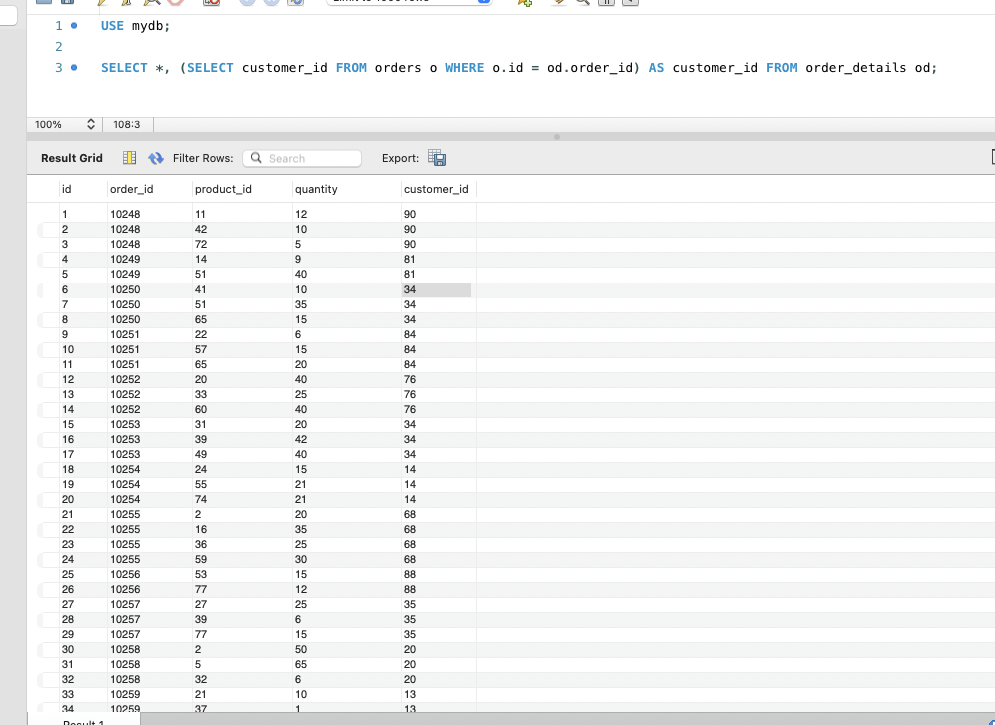 1 USE mydb;
2
3 SELECT *, (SELECT customer_id FROM orders o WHERE o.id = od.order_id) AS customer_id FROM order_details od;
100% 108:3
Result Grid Filter Rows: Search Export:
id order_id product_id quantity customer_id
1 10248 11 12 90
2 10248 42 10 90
3 10248 72 5 90
4 10249 14 9 81
5 10249 51 40 81
6 10250 41 10 34
7 10250 51 35 34
8 10250 65 15 34
9 10251 22 6 84
10 10251 57 15 84
11 10251 65 20 84
12 10252 20 40 76
13 10252 33 25 76
14 10252 60 40 76
15 10253 31 20 34
16 10253 39 42 34
17 10253 49 40 34
18 10254 24 15 14
19 10254 55 21 14
20 10254 74 21 14
21 10255 2 20 68
22 10255 16 35 68
23 10255 36 25 68
24 10255 59 30 68
25 10256 53 15 88
26 10256 77 12 88
27 10257 27 25 35
28 10257 39 6 35
29 10257 77 15 35
30 10258 2 50 20
31 10258 5 65 20
32 10258 32 6 20
33 10259 21 10 13
34 10259 37 1 13
Result 1